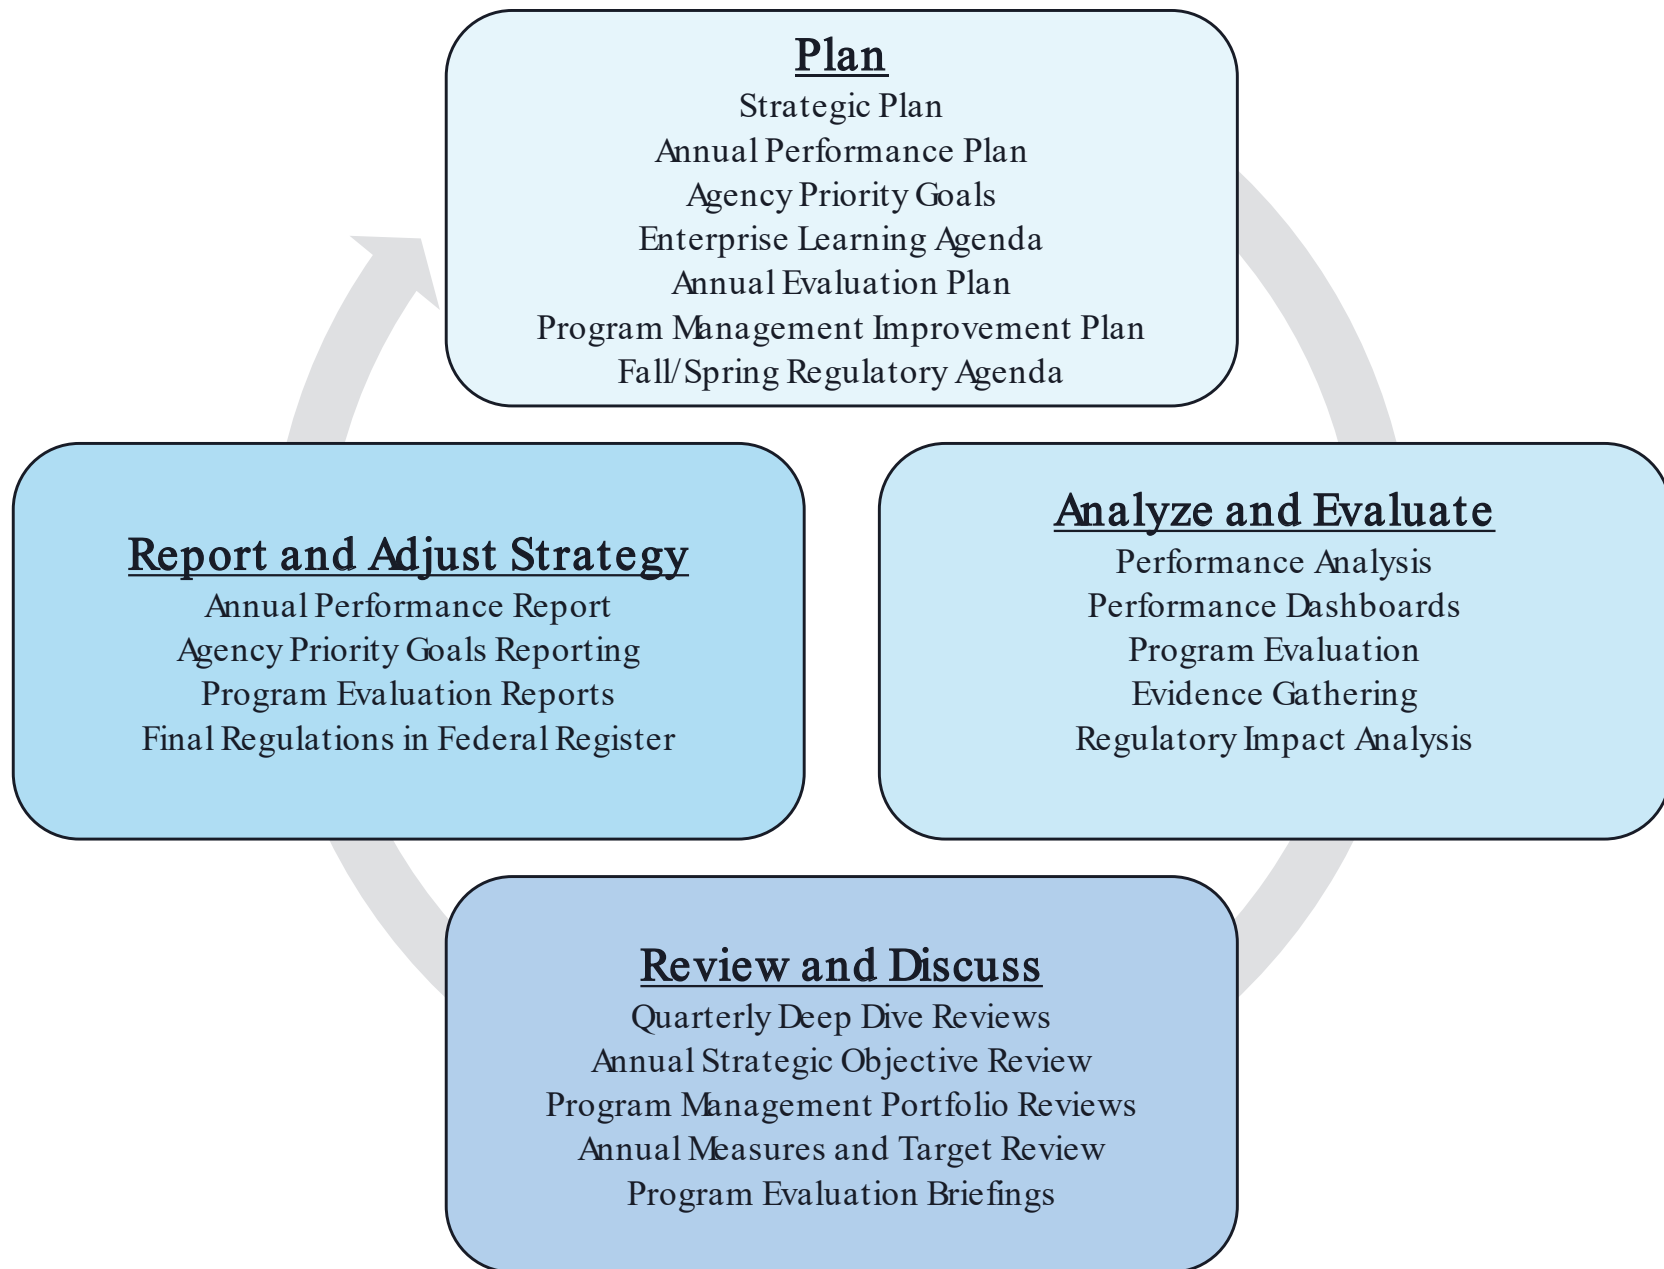 Plan
Strategic Plan
Annual Performance Plan
Agency Priority Goals
Enterprise Learning Agenda
Annual Evaluation Plan
Program Management Improvement Plan
Fall/Spring Regulatory Agenda
Analyze and Evaluate
Performance Analysis
Performance Dashboards
Program Evaluation
Evidence Gathering
Regulatory Impact Analysis
Review and Discuss
Quarterly Deep Dive Reviews
Annual Strategic Objective Review
Program Management Portfolio Reviews
Annual Measures and Target Review
Program Evaluation Briefings
Report and Adjust Strategy
Annual Performance Report
Agency Priority Goals Reporting
Program Evaluation Reports
Final Regulations in Federal Register